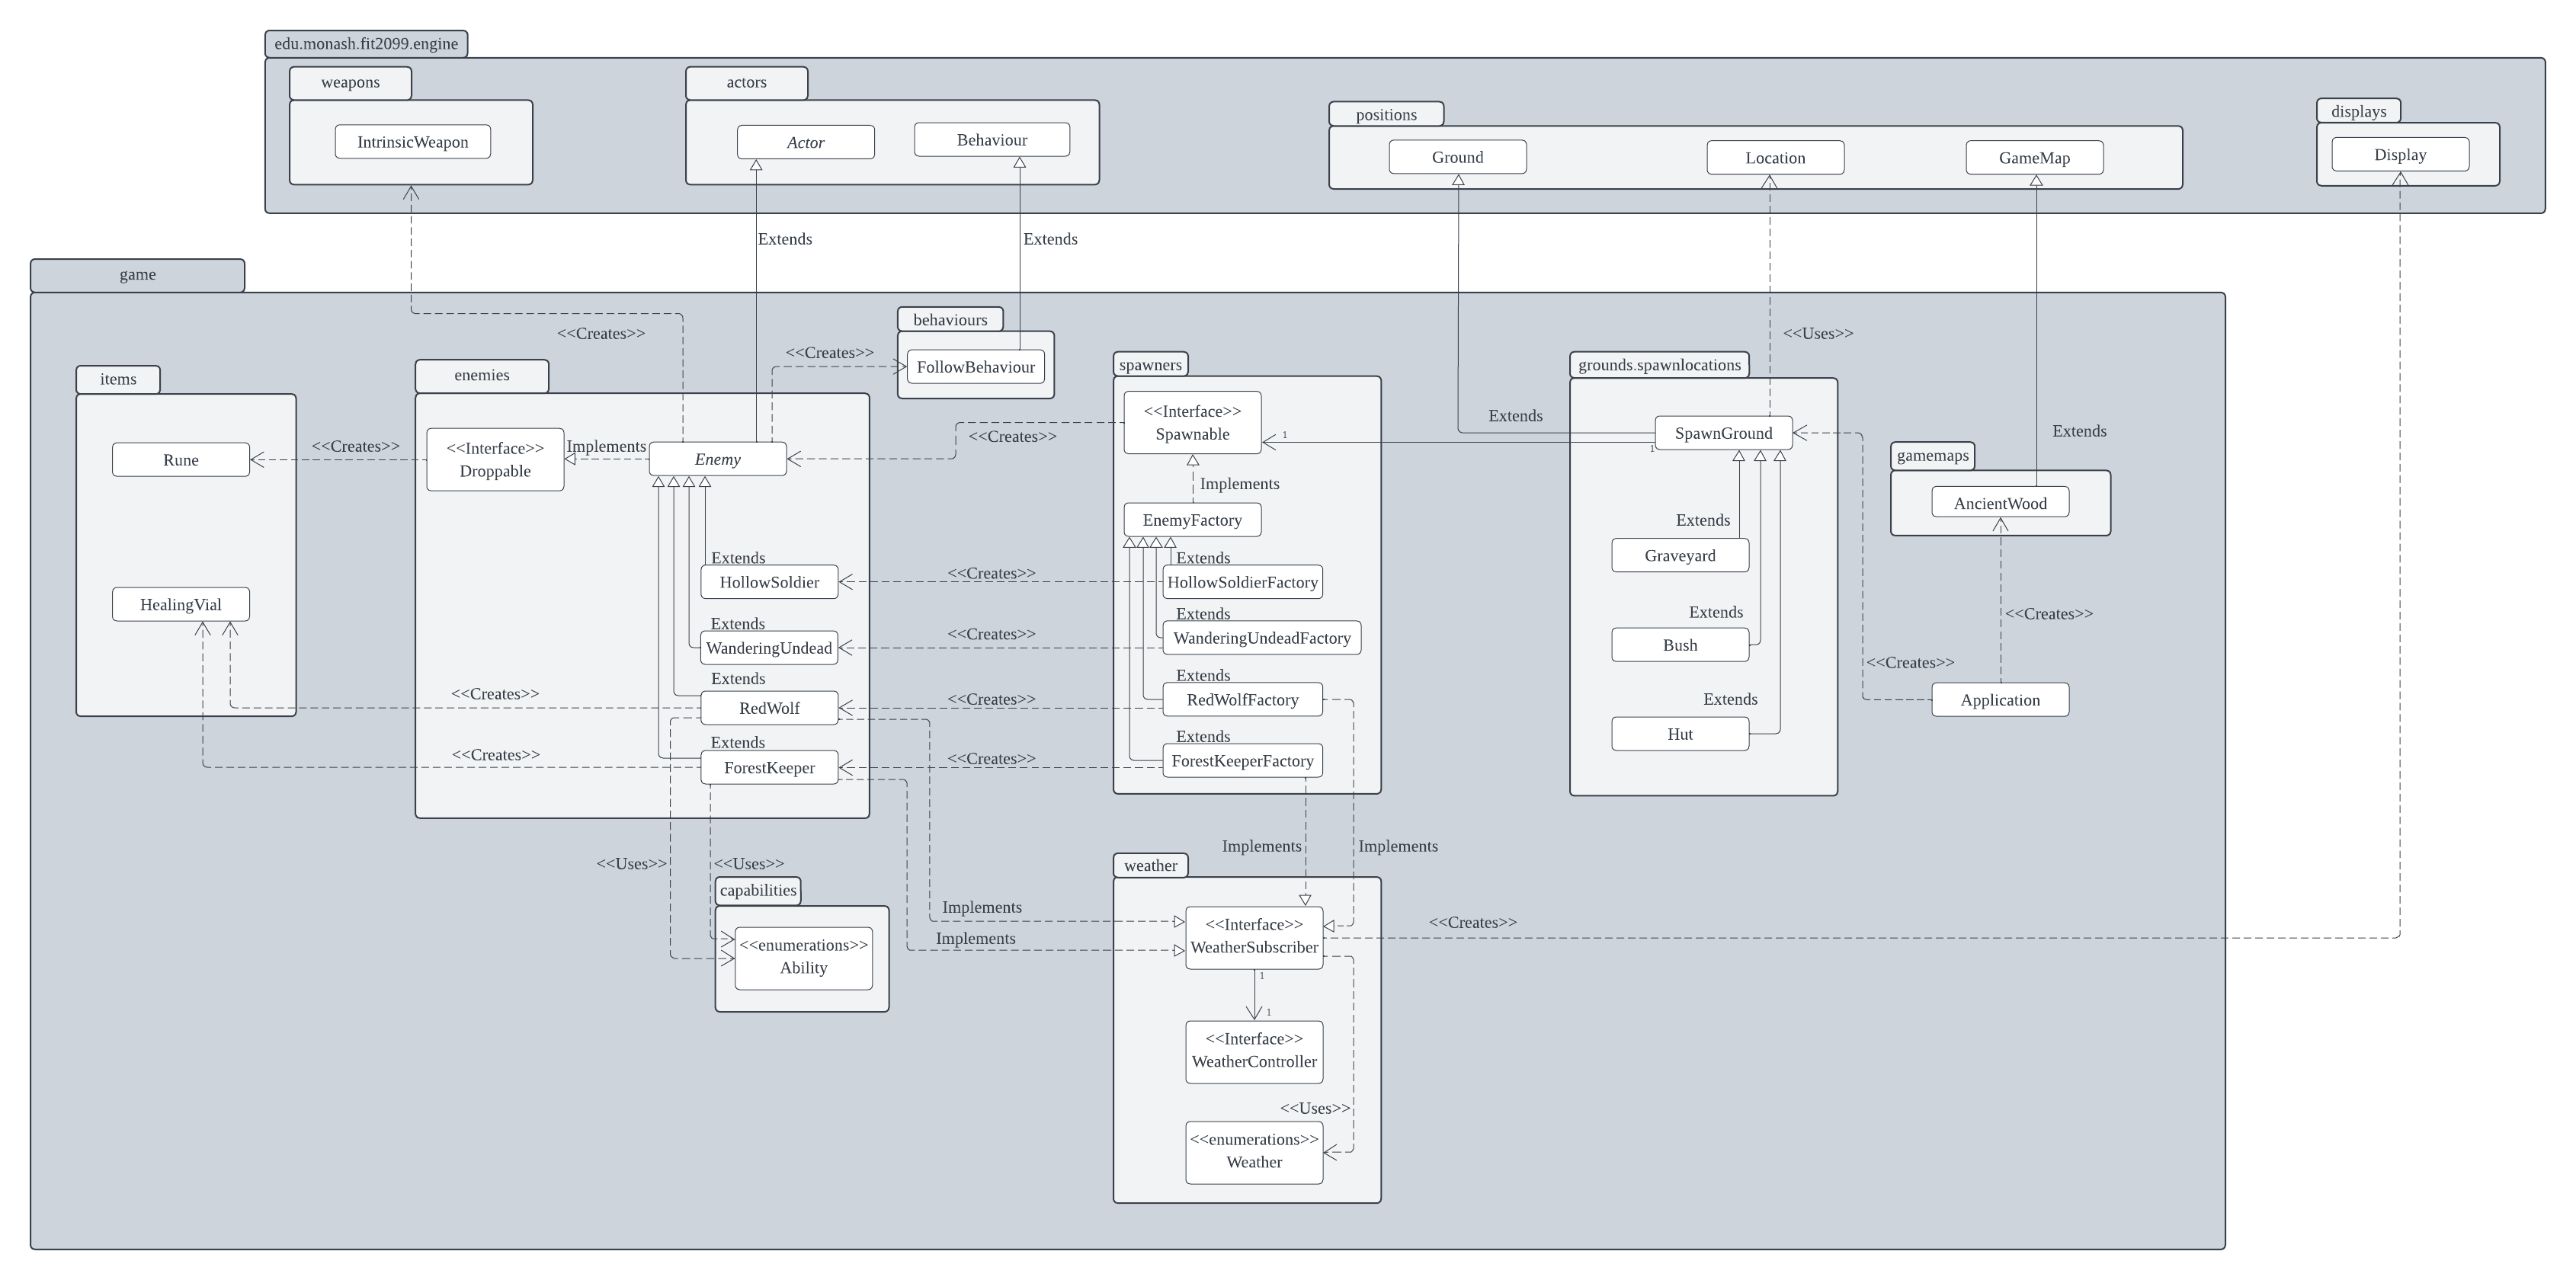 edu.monash.fit2099.engine
weapons
IntrinsicWeapon
actors
Actor
Behaviour
positions
Ground
Location
GameMap
displays
Display
Extends
Extends
game
<<Creates>>
behaviours
FollowBehaviour
<<Creates>>
<<Uses>>
items
Rune
HealingVial
<<Creates>>
enemies
<<Interface>>
Droppable
Implements
Enemy
<<Creates>>
Extends
HollowSoldier
Extends
WanderingUndead
Extends
RedWolf
Extends
ForestKeeper
<<Creates>>
<<Creates>>
<<Creates>>
<<Creates>>
<<Creates>>
<<Creates>>
spawners
<<Interface>>
Spawnable
1
Implements
EnemyFactory
Extends
HollowSoldierFactory
Extends
WanderingUndeadFactory
Extends
RedWolfFactory
Extends
ForestKeeperFactory
Extends
grounds.spawnlocations
SpawnGround
1
Extends
Graveyard
Extends
Bush
Extends
Hut
Extends
gamemaps
AncientWood
<<Creates>>
<<Creates>>
Application
<<Uses>>
<<Uses>>
capabilities
<<enumerations>>
Ability
Implements
Implements
Implements
Implements
weather
<<Interface>>
WeatherSubscriber
<<Creates>>
1
1
<<Interface>>
WeatherController
<<Uses>>
<<enumerations>>
Weather